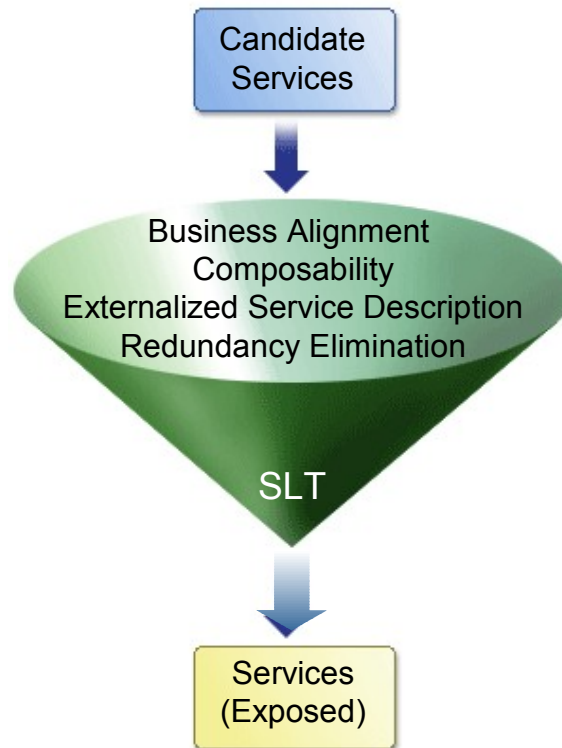 Candidate
Services
Business Alignment
Composability
Externalized Service Description
Redundancy Elimination
SLT
Services
(Exposed)